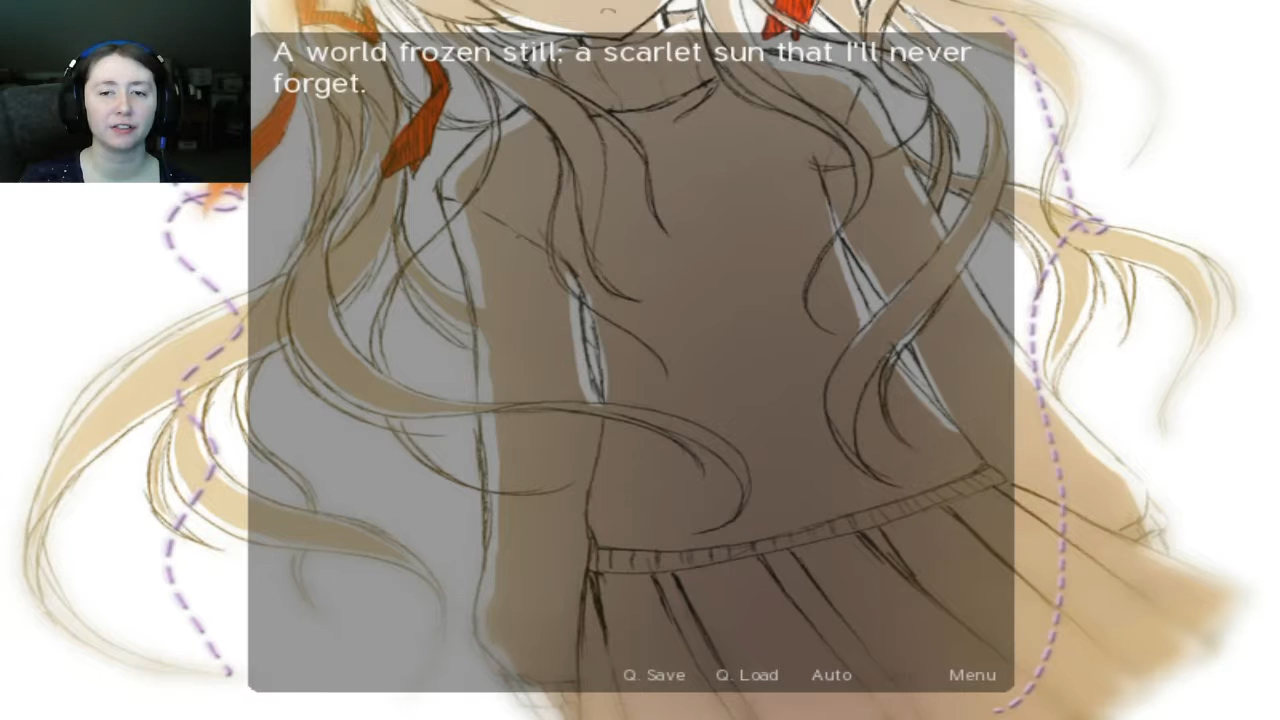 A world frozen still; a scarlet sun that I'll never
forget.
Q. Save Q. Load Auto Menu